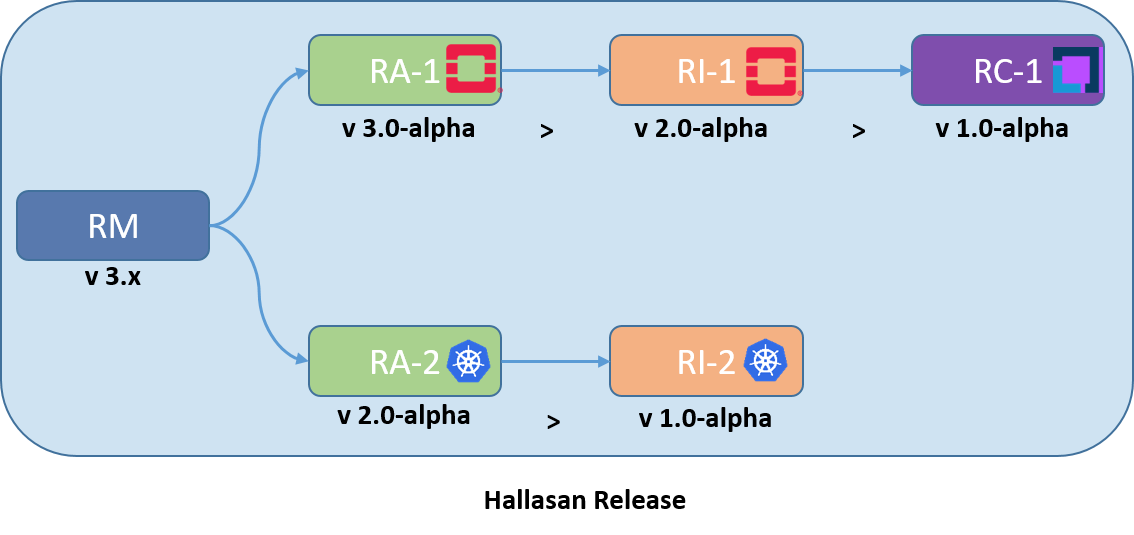 RA-1
RI-1
RC-1
v 3.0-alpha > v 2.0-alpha > v 1.0-alpha
RM
v 3.x
RA-2
RI-2
v 2.0-alpha > v 1.0-alpha
Hallasan Release